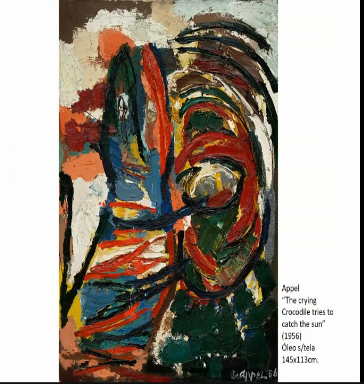 Appel
"The crying
Crocodile tries to
catch the sun"
(1956)
Óleo s/tela
145x113cm.